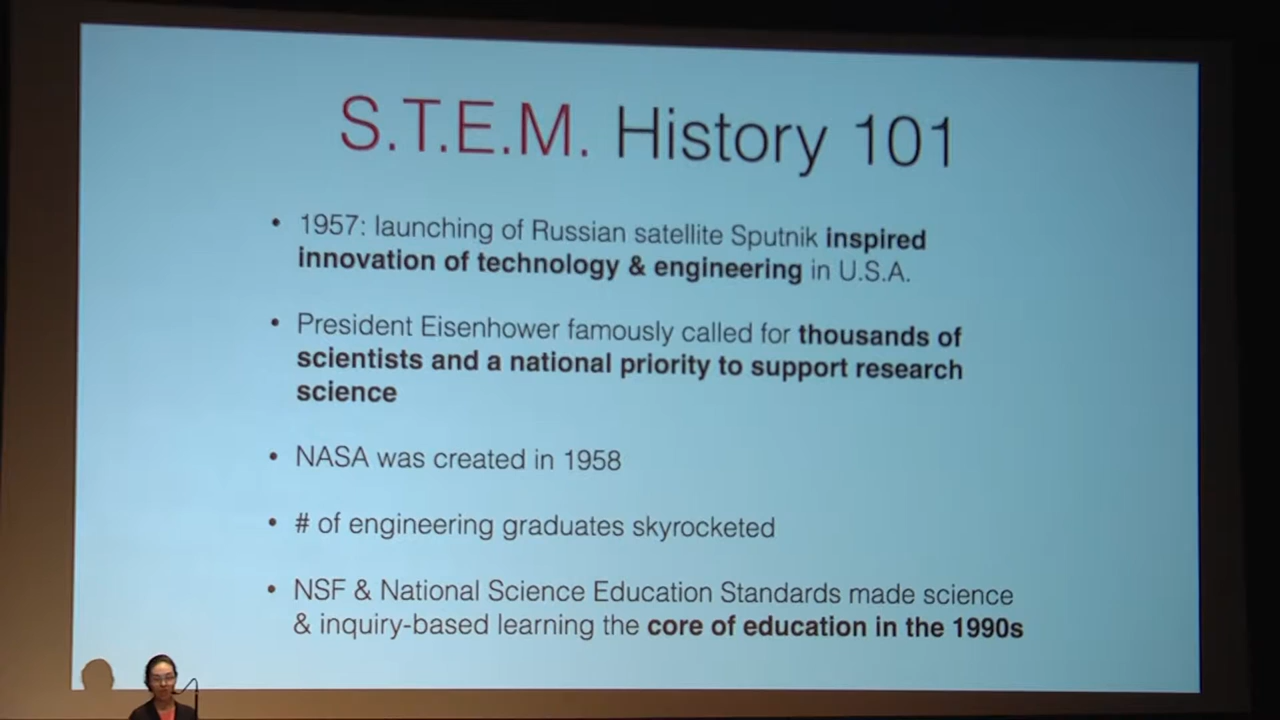 S.T.E.M. History 101
• 1957: launching of Russian satellite Sputnik inspired
innovation of technology & engineering in U.S.A.
• President Eisenhower famously called for thousands of
scientists and a national priority to support research
science
• NASA was created in 1958
• # of engineering graduates skyrocketed
• NSF & National Science Education Standards made science
& inquiry-based learning the core of education in the 1990s